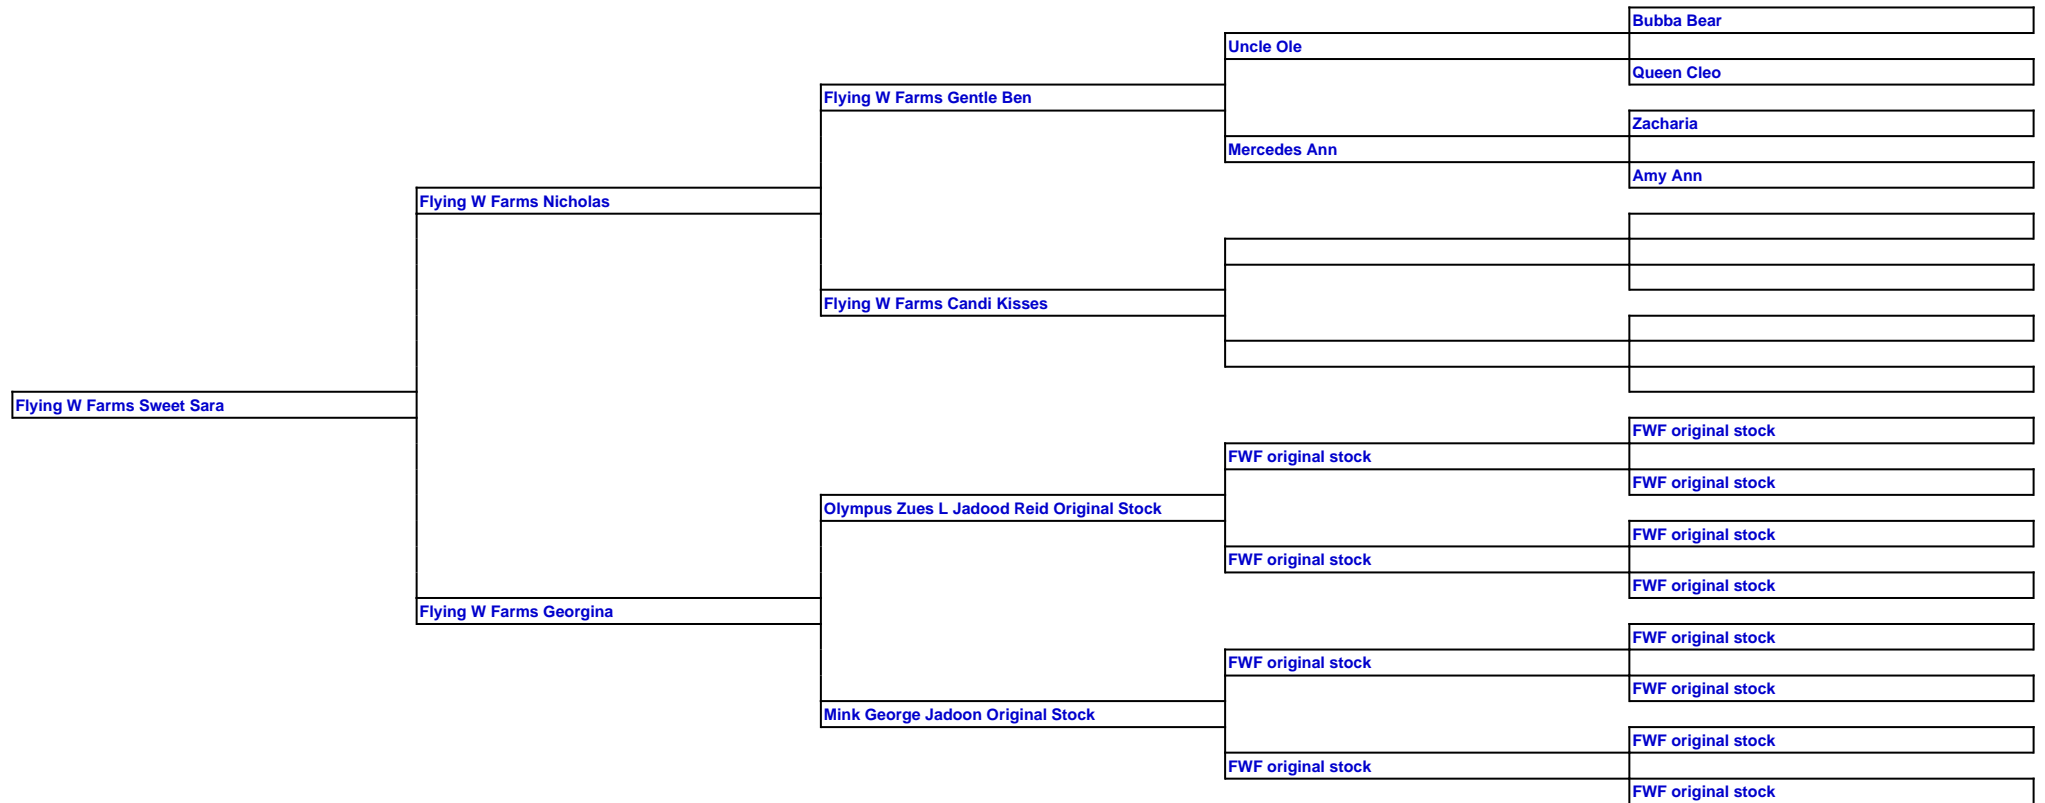 Bubba Bear
Uncle Ole
Queen Cleo
Flying W Farms Gentle Ben
Zacharia
Mercedes Ann
Amy Ann
Flying W Farms Nicholas
Flying W Farms Candi Kisses
Flying W Farms Sweet Sara
FWF original stock
FWF original stock
FWF original stock
Olympus Zues L Jadood Reid Original Stock
FWF original stock
FWF original stock
FWF original stock
Flying W Farms Georgina
FWF original stock
FWF original stock
FWF original stock
Mink George Jadoon Original Stock
FWF original stock
FWF original stock
FWF original stock